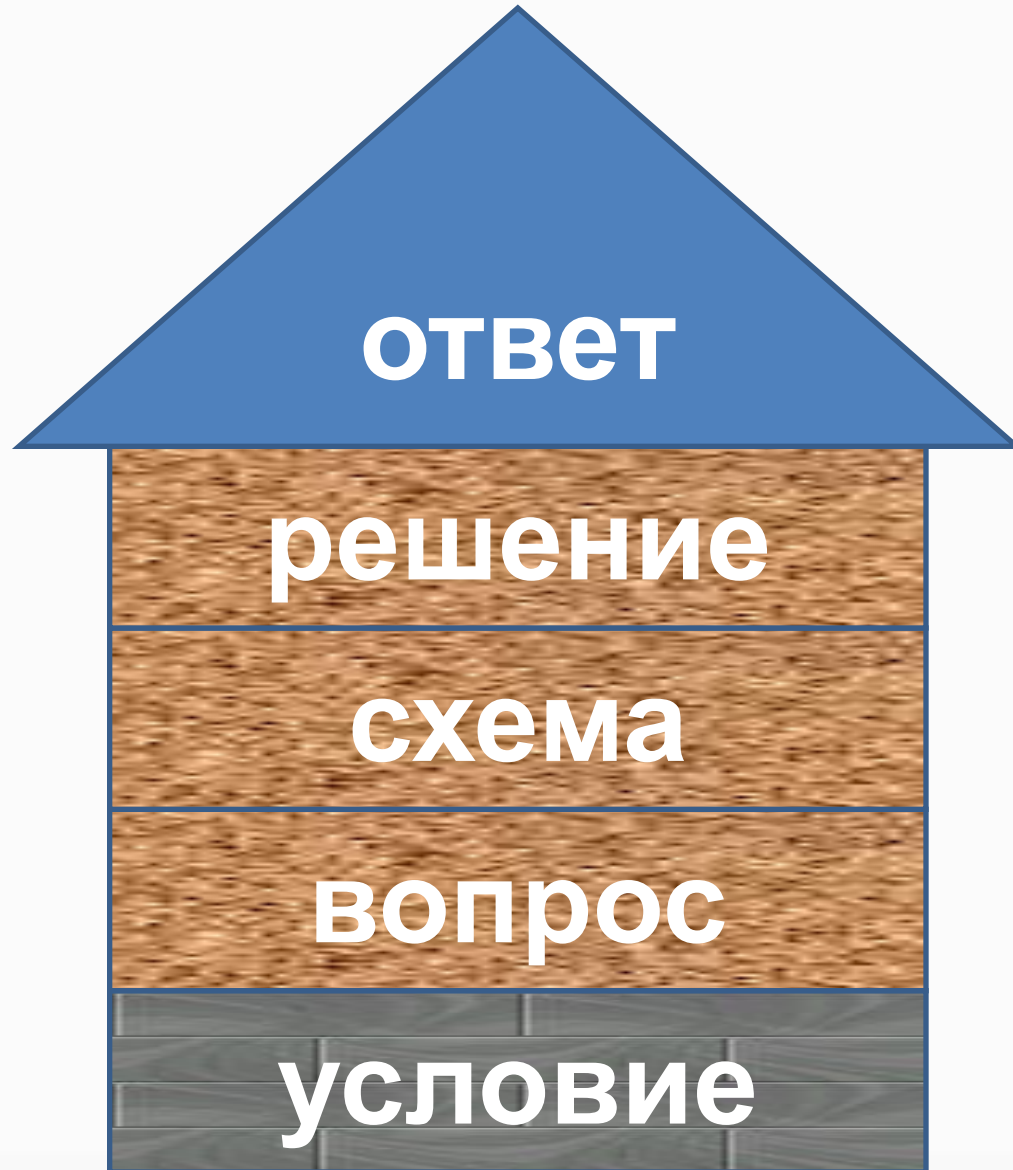 ответ
решение
схема
вопрос
условие